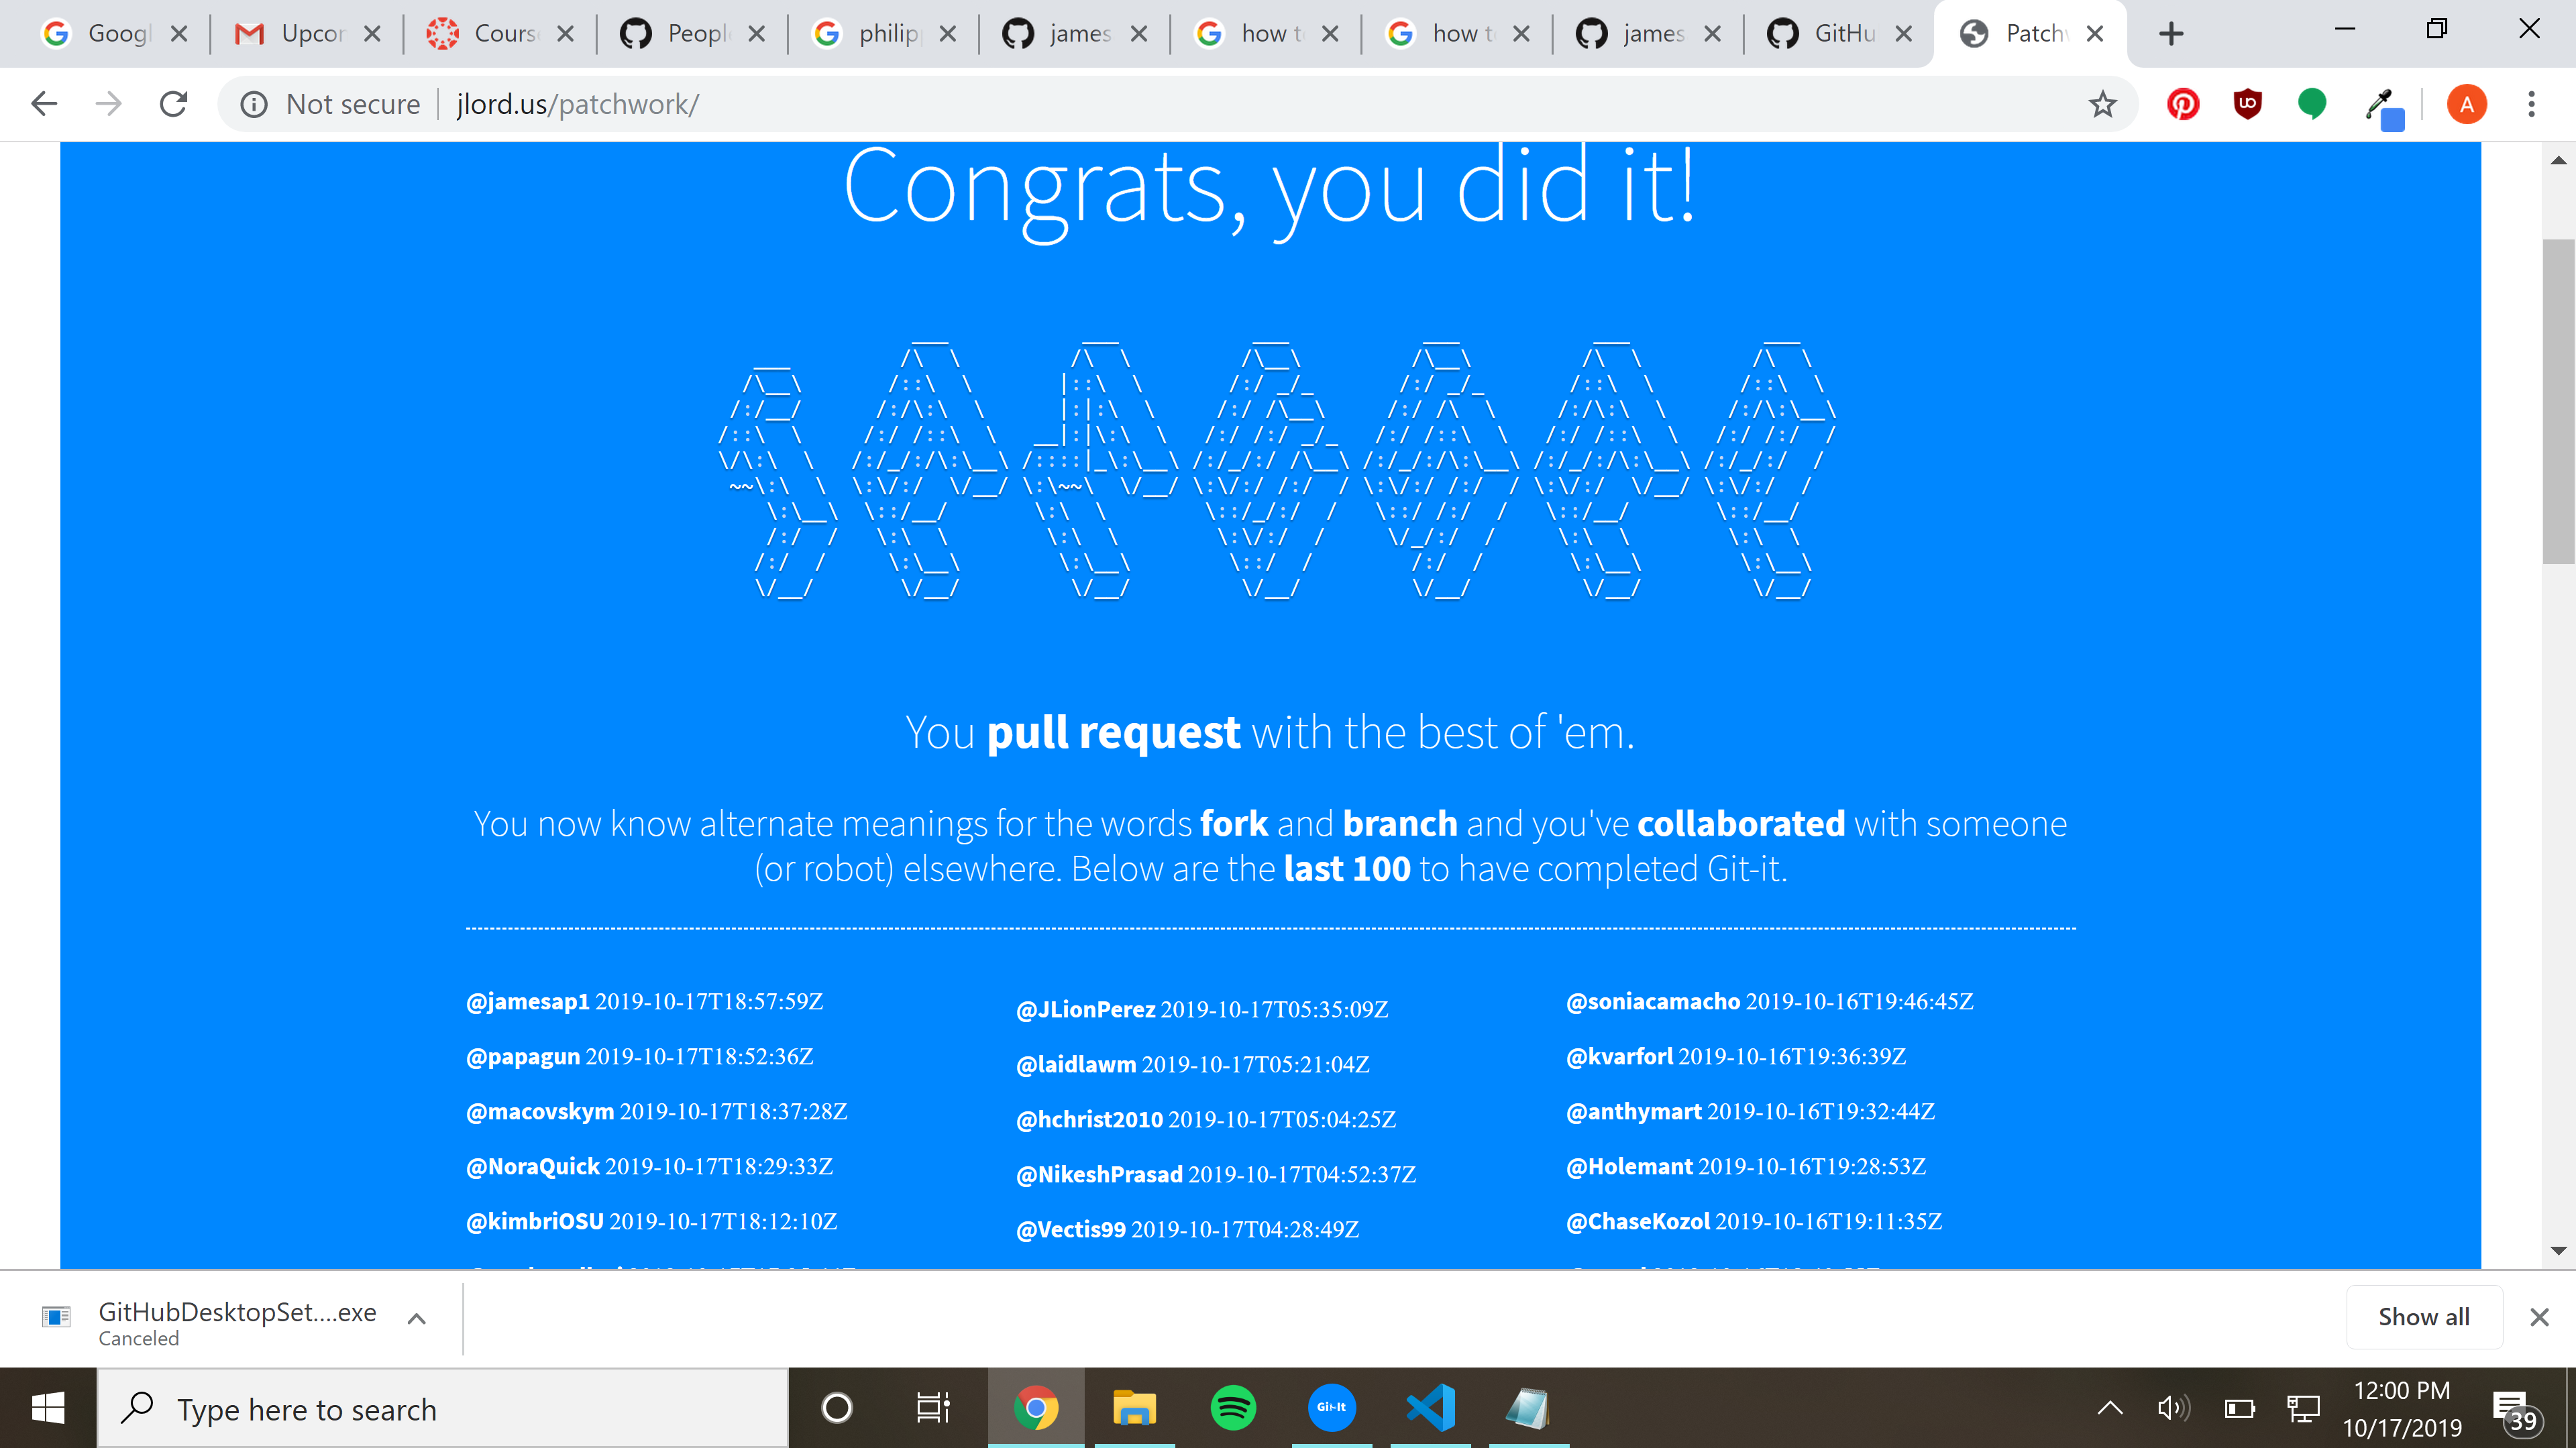 Googl
Upcor
Cours
People
philip
james
how t
how t
james
GitHu
Patchw
Not secure
jlord.us/patchwork/
A
Congrats, you did it!
You pull request with the best of 'em.
You now know alternate meanings for the words fork and branch and you've collaborated with someone
(or robot) elsewhere. Below are the last 100 to have completed Git-it.
@jamesap1 2019-10-17T18:57:59Z
@papagun 2019-10-17T18:52:36Z
@macovskym 2019-10-17T18:37:28Z
@NoraQuick 2019-10-17T18:29:33Z
@kimbriOSU 2019-10-17T18:12:10Z
@JLionPerez 2019-10-17T05:35:09Z
@laidlawm 2019-10-17T05:21:04Z
@hchrist2010 2019-10-17T05:04:25Z
@NikeshPrasad 2019-10-17T04:52:37Z
@Vectis99 2019-10-17T04:28:49Z
@soniacamacho 2019-10-16T19:46:45Z
@kvarforl 2019-10-16T19:36:39Z
@anthymart 2019-10-16T19:32:44Z
@Holemant 2019-10-16T19:28:53Z
@ChaseKozol 2019-10-16T19:11:35Z
GitHubDesktopSet....exe
Canceled
Show all
Type here to search
Git-It
12:00 PM
10/17/2019
39